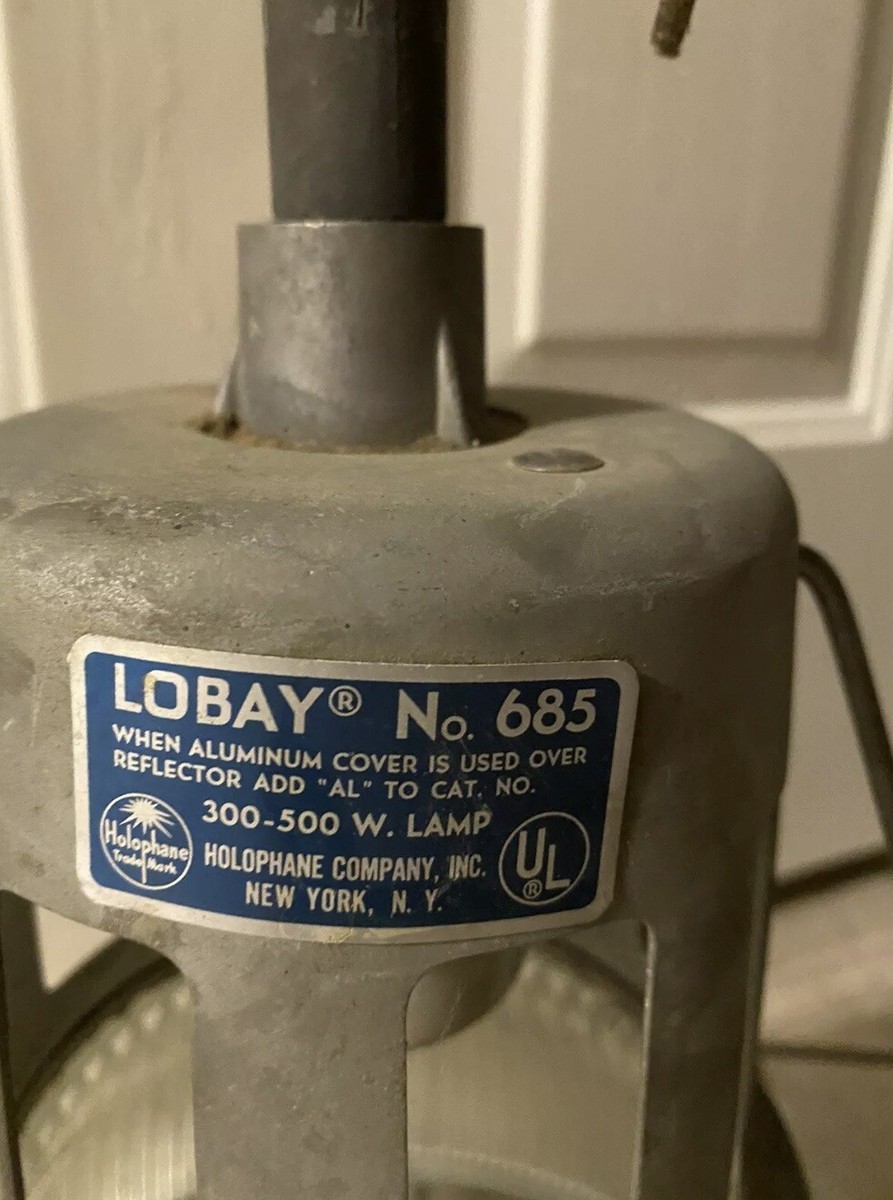 LOBAY® No. 685
WHEN ALUMINUM COVER IS USED OVER
REFLECTOR ADD "AL" TO CAT. NO.
300-500 W. LAMP
Holophane
Trade Mark
HOLOPHANE COMPANY, INC.
NEW YORK, N. Y.
UL
®